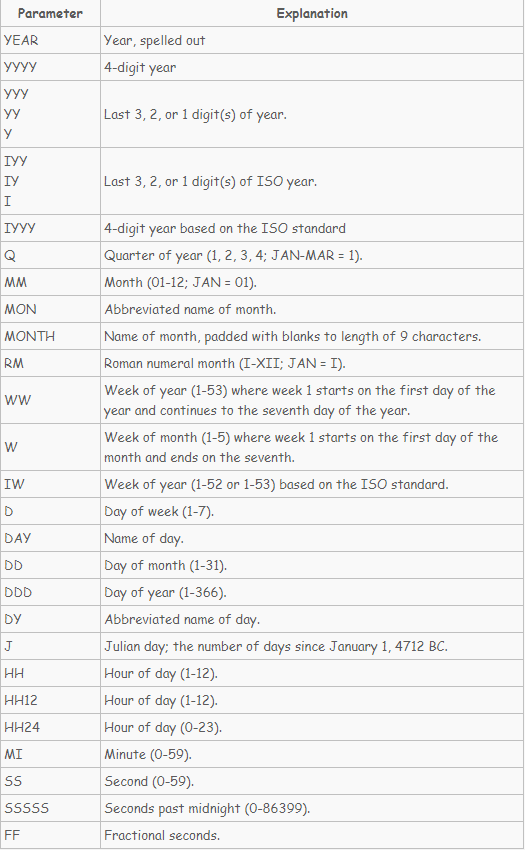 Parameter Explanation
YEAR Year, spelled out
YYYY 4-digit year
YYY
YY Last 3, 2, or 1 digit(s) of year.
Y
IYY
IY Last 3, 2, or 1 digit(s) of ISO year.
I
IYYY 4-digit year based on the ISO standard
Q Quarter of year (1, 2, 3, 4; JAN-MAR = 1).
MM Month (01-12; JAN = 01).
MON Abbreviated name of month.
MONTH Name of month, padded with blanks to length of 9 characters.
RM Roman numeral month (I-XII; JAN = I).
WW Week of year (1-53) where week 1 starts on the first day of the
year and continues to the seventh day of the year.
W Week of month (1-5) where week 1 starts on the first day of the
month and ends on the seventh.
IW Week of year (1-52 or 1-53) based on the ISO standard.
D Day of week (1-7).
DAY Name of day.
DD Day of month (1-31).
DDD Day of year (1-366).
DY Abbreviated name of day.
J Julian day; the number of days since January 1, 4712 BC.
HH Hour of day (1-12).
HH12 Hour of day (1-12).
HH24 Hour of day (0-23).
MI Minute (0-59).
SS Second (0-59).
SSSSS Seconds past midnight (0-86399).
FF Fractional seconds.